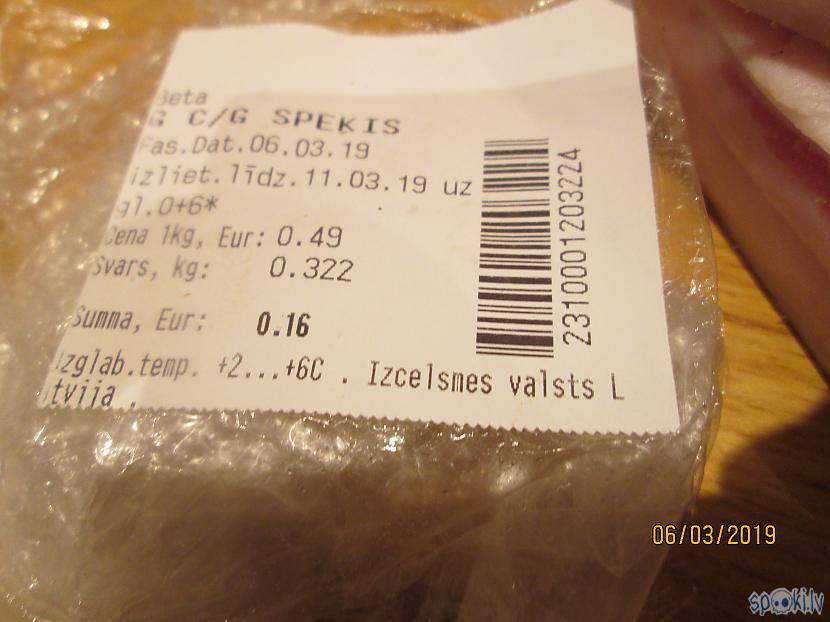 Beta
G C/G SPEĶIS
Fas.Dat.06.03.19
izliet.līdz.11.03.19 uz
gl.0+6*
Cena 1kg, Eur: 0.49
Svars, kg: 0.322
Summa, Eur: 0.16
Uzglab.temp. +2...+6C . Izcelsmes valsts L
atvija .
2310001203224
06/03/2019
spoki.lv